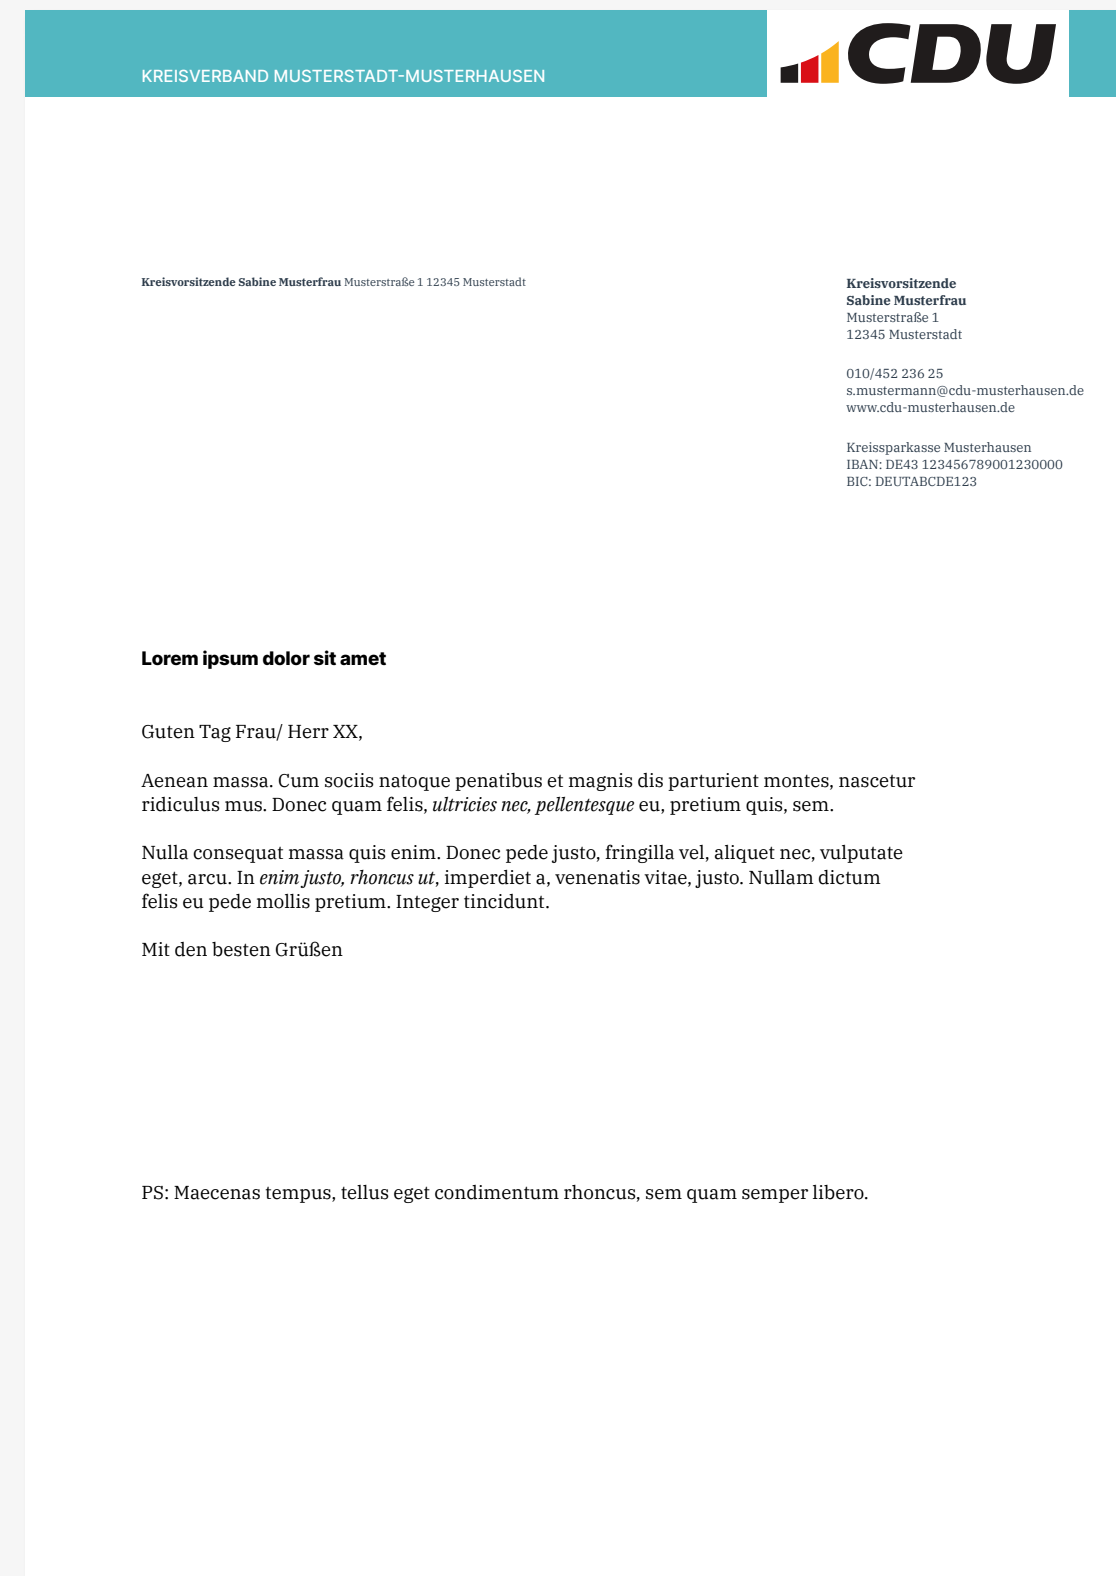 KREISVERBAND MUSTERSTADT-MUSTERHAUSEN
CDU
Kreisvorsitzende Sabine Musterfrau Musterstraße 1 12345 Musterstadt
Kreisvorsitzende
Sabine Musterfrau
Musterstraße 1
12345 Musterstadt
010/452 236 25
s.mustermann@cdu-musterhausen.de
www.cdu-musterhausen.de
Kreissparkasse Musterhausen
IBAN: DE43 123456789001230000
BIC: DEUTABCDE123
Lorem ipsum dolor sit amet
Guten Tag Frau/ Herr XX,
Aenean massa. Cum sociis natoque penatibus et magnis dis parturient montes, nascetur
ridiculus mus. Donec quam felis, ultricies nec, pellentesque eu, pretium quis, sem.
Nulla consequat massa quis enim. Donec pede justo, fringilla vel, aliquet nec, vulputate
eget, arcu. In enim justo, rhoncus ut, imperdiet a, venenatis vitae, justo. Nullam dictum
felis eu pede mollis pretium. Integer tincidunt.
Mit den besten Grüßen
PS: Maecenas tempus, tellus eget condimentum rhoncus, sem quam semper libero.